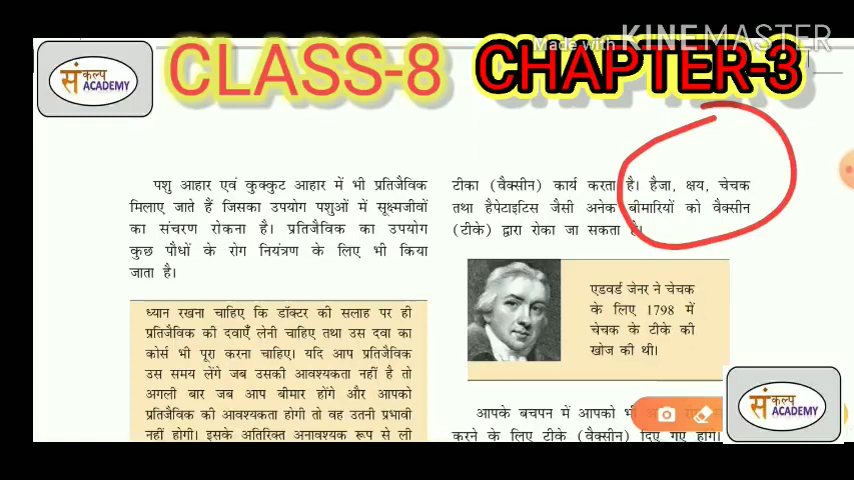 Made with KINEMASTER
संकल्प
ACADEMY
CLASS-8 CHAPTER-3
पशु आहार एवं कुक्कुट आहार में भी प्रतिजैविक
मिलाए जाते हैं जिसका उपयोग पशुओं में सूक्ष्मजीवों
का संचरण रोकना है। प्रतिजैविक का उपयोग
कुछ पौधों के रोग नियंत्रण के लिए भी किया
जाता है।
ध्यान रखना चाहिए कि डॉक्टर की सलाह पर ही
प्रतिजैविक की दवाएँ लेनी चाहिए तथा उस दवा का
कोर्स भी पूरा करना चाहिए। यदि आप प्रतिजैविक
उस समय लेंगे जब उसकी आवश्यकता नहीं है तो
अगली बार जब आप बीमार होंगे और आपको
प्रतिजैविक की आवश्यकता होगी तो वह उतनी प्रभावी
नहीं होगी। इसके अतिरिक्त अनावश्यक रूप से ली
टीका (वैक्सीन) कार्य करता है। हैजा, क्षय, चेचक
तथा हैपेटाइटिस जैसी अनेक बीमारियों को वैक्सीन
(टीके) द्वारा रोका जा सकता है।
एडवर्ड जेनर ने चेचक
के लिए 1798 में
चेचक के टीके की
खोज की थी।
आपके बचपन में आपको भी
करने के लिए टीके (वैक्सीन) दिए गए होंगे।
संकल्प
ACADEMY